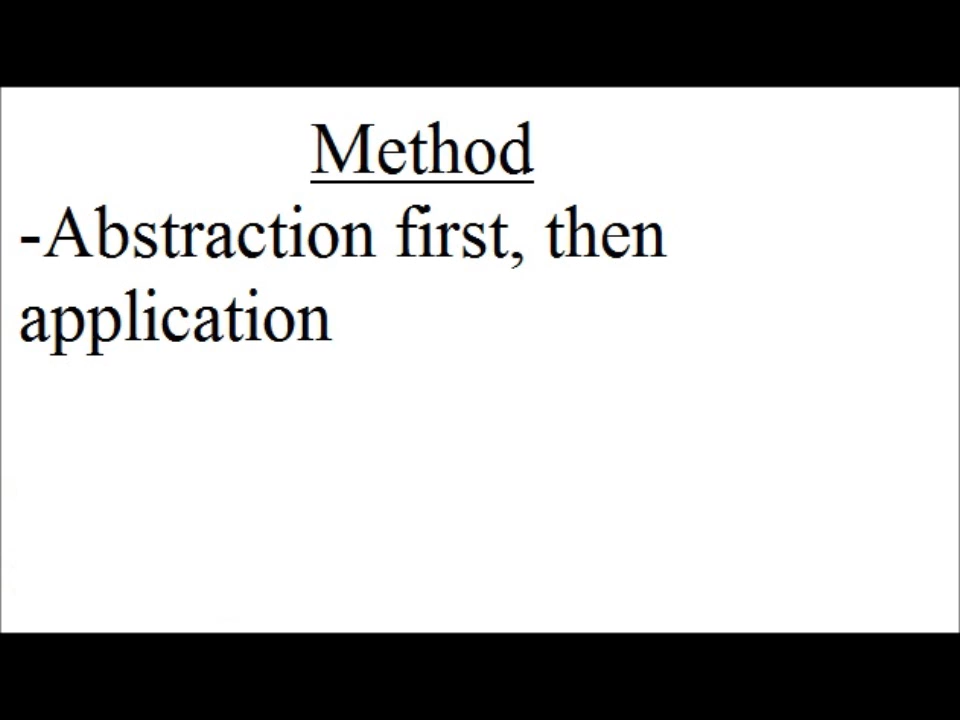 Method
-Abstraction first, then
application